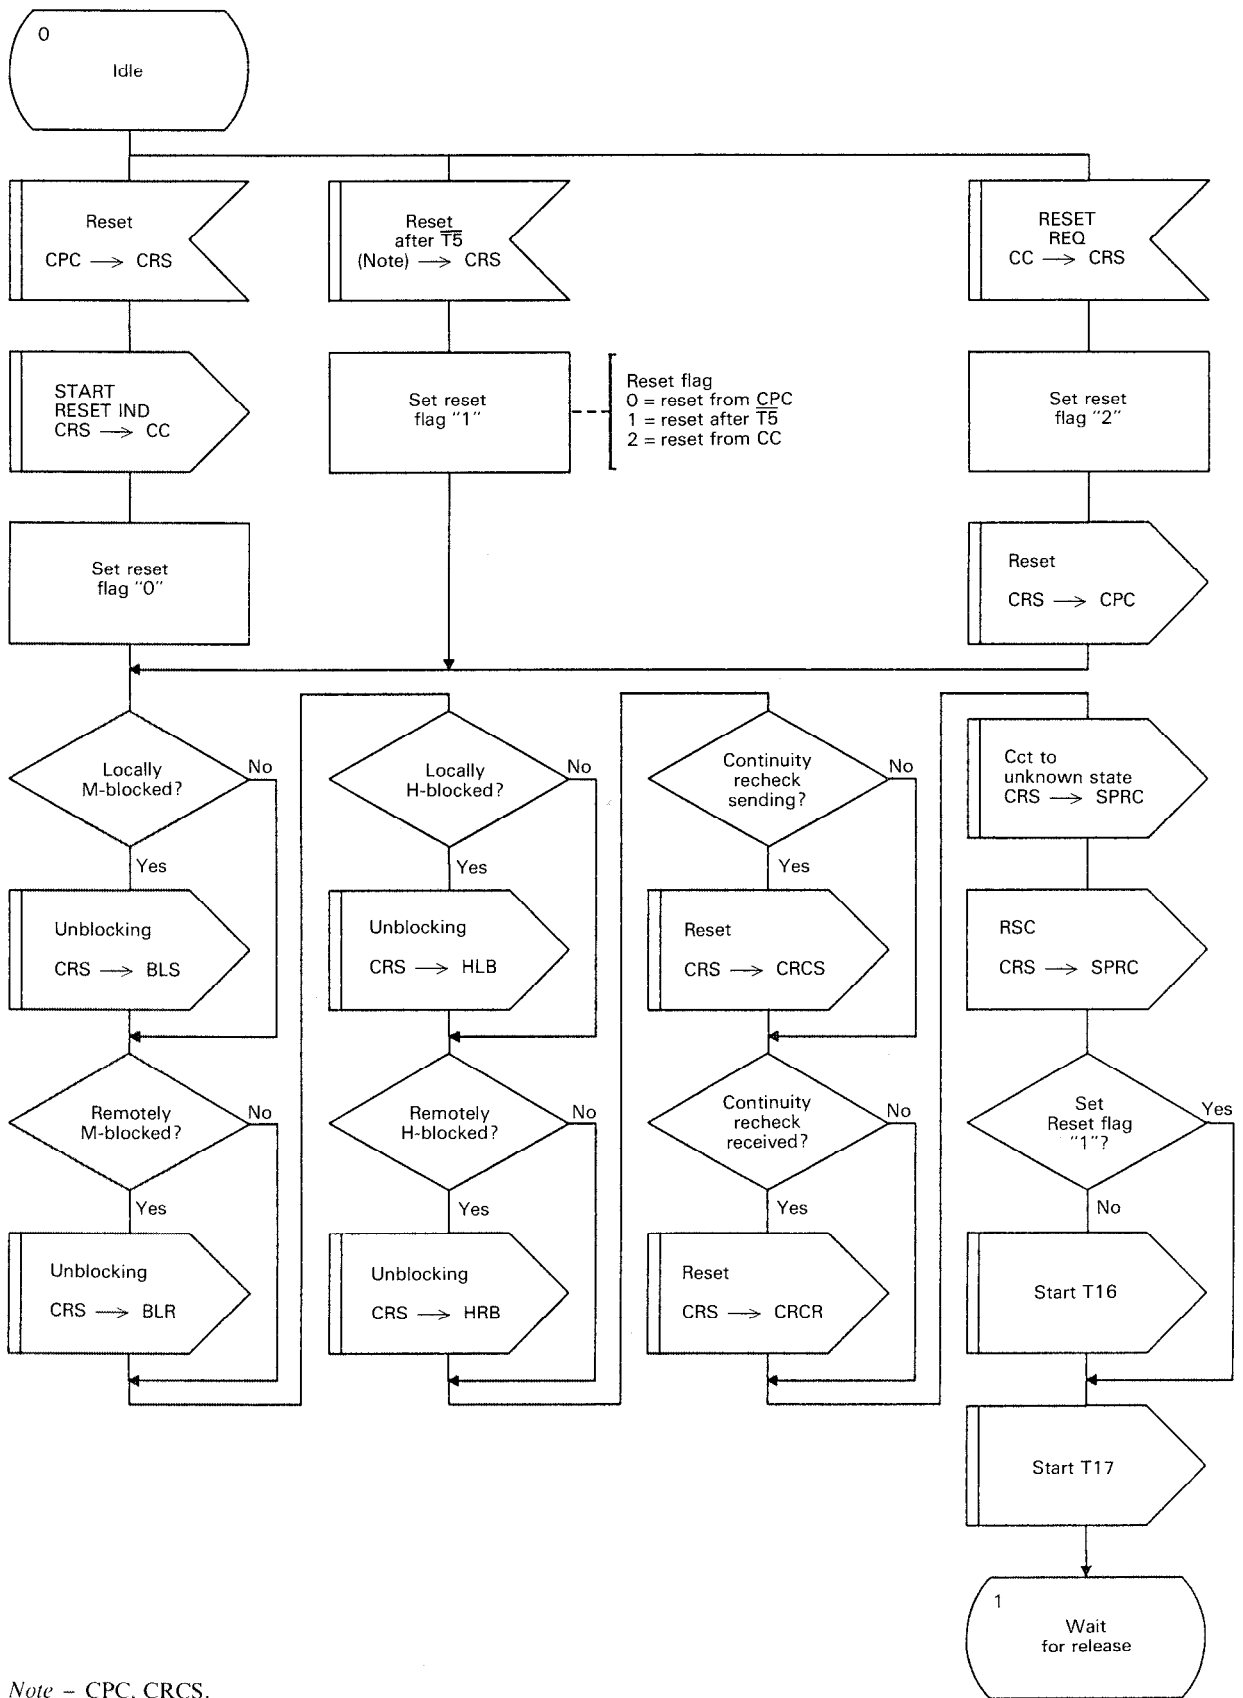 0
Idle
Reset
CPC → CRS
Reset
after T̅5̅
(Note) → CRS
RESET
REQ
CC → CRS
START
RESET IND
CRS → CC
Set reset
flag "1"
Reset flag
0 = reset from CPC
1 = reset after T̅5̅
2 = reset from CC
Set reset
flag "2"
Set reset
flag "0"
Reset
CRS → CPC
Locally
M-blocked?
No
Yes
Locally
H-blocked?
No
Yes
Continuity
recheck
sending?
No
Yes
Cct to
unknown state
CRS → SPRC
Unblocking
CRS → BLS
Unblocking
CRS → HLB
Reset
CRS → CRCS
RSC
CRS → SPRC
Remotely
M-blocked?
No
Yes
Remotely
H-blocked?
No
Yes
Continuity
recheck
received?
No
Yes
Set
Reset flag
"1"?
Yes
No
Unblocking
CRS → BLR
Unblocking
CRS → HRB
Reset
CRS → CRCR
Start T16
Start T17
1
Wait
for release
Note – CPC, CRCS.